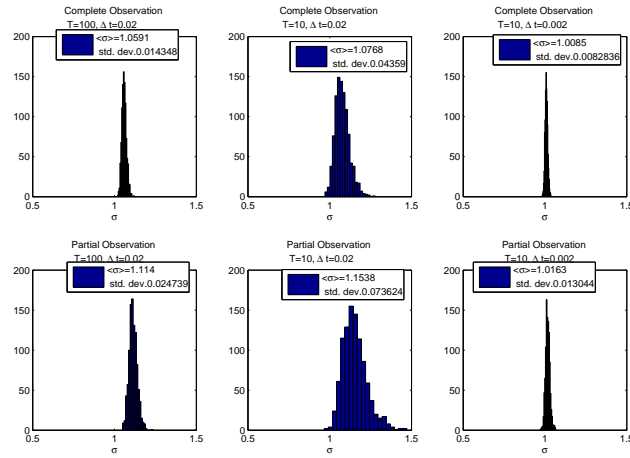 Complete Observation
T=100, Δ t=0.02
<σ>=1.0591
std. dev.0.014348
200
150
100
50
0
0.5
1
1.5
σ
Complete Observation
T=10, Δ t=0.02
<σ>=1.0768
std. dev.0.04359
200
150
100
50
0
0.5
1
1.5
σ
Complete Observation
T=10, Δ t=0.002
<σ>=1.0085
std. dev.0.0082836
200
150
100
50
0
0.5
1
1.5
σ
Partial Observation
T=100, Δ t=0.02
<σ>=1.114
std. dev.0.024739
200
150
100
50
0
0.5
1
1.5
σ
Partial Observation
T=10, Δ t=0.02
<σ>=1.1538
std. dev.0.073624
200
150
100
50
0
0.5
1
1.5
σ
Partial Observation
T=10, Δ t=0.002
<σ>=1.0163
std. dev.0.013044
200
150
100
50
0
0.5
1
1.5
σ